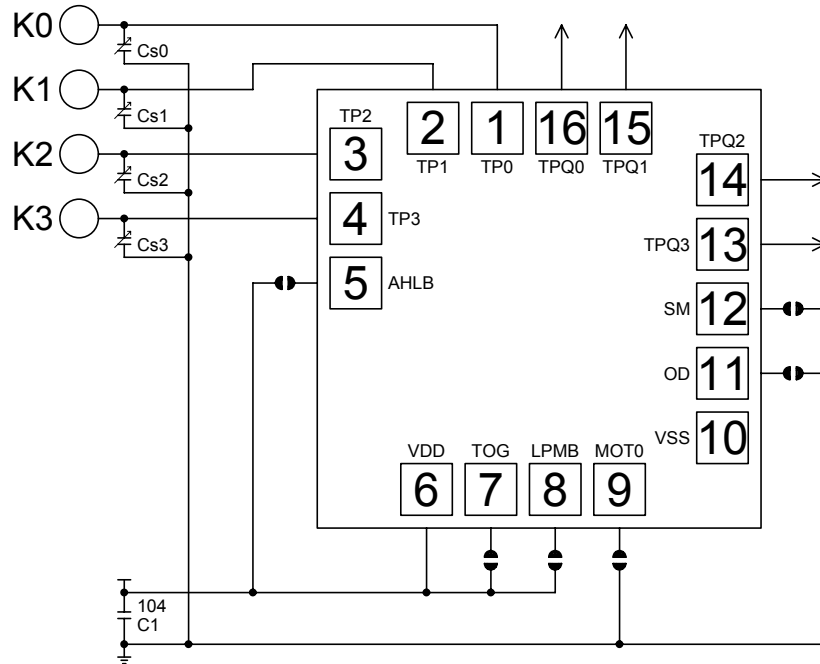 K0
Cs0
K1
Cs1
K2
Cs2
K3
Cs3
TP2
3
2
TP1
1
TP0
16
TPQ0
15
TPQ1
TPQ2
14
4
TP3
TPQ3
13
5
AHLB
SM
12
OD
11
VSS
10
VDD
6
TOG
7
LPMB
8
MOT0
9
104
C1